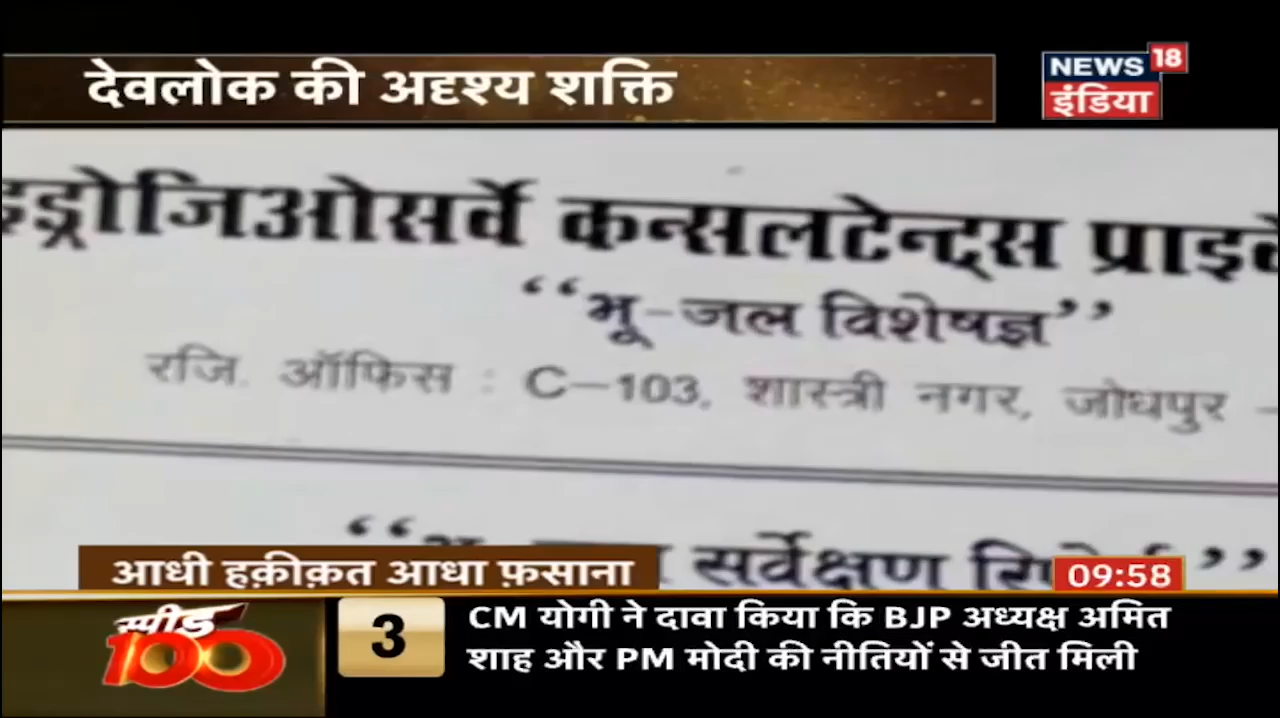 देवलोक की अदृश्य शक्ति
NEWS 18
इंडिया
इड्रोजिओसर्वे कन्सलटेन्ट्स
“भू-जल विशेषज्ञ”
रजि. ऑफिस : C-103, शास्त्री नगर, जोधपुर -
सर्वेक्षण
आधी हक़ीक़त आधा फ़साना
09:58
स्पीड
100
3
CM योगी ने दावा किया कि BJP अध्यक्ष अमित
शाह और PM मोदी की नीतियों से जीत मिली